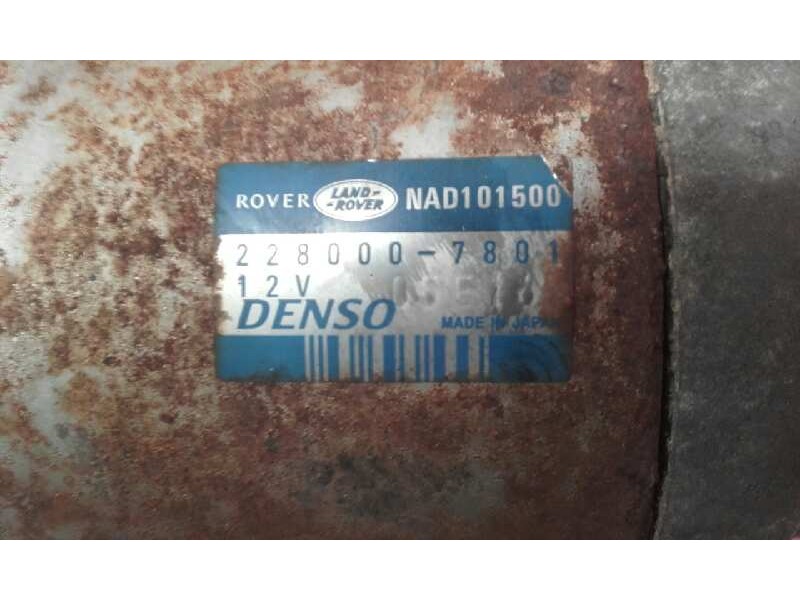 ROVER LAND-ROVER NAD101500
228000-7801
12V
DENSO MADE IN JAPAN